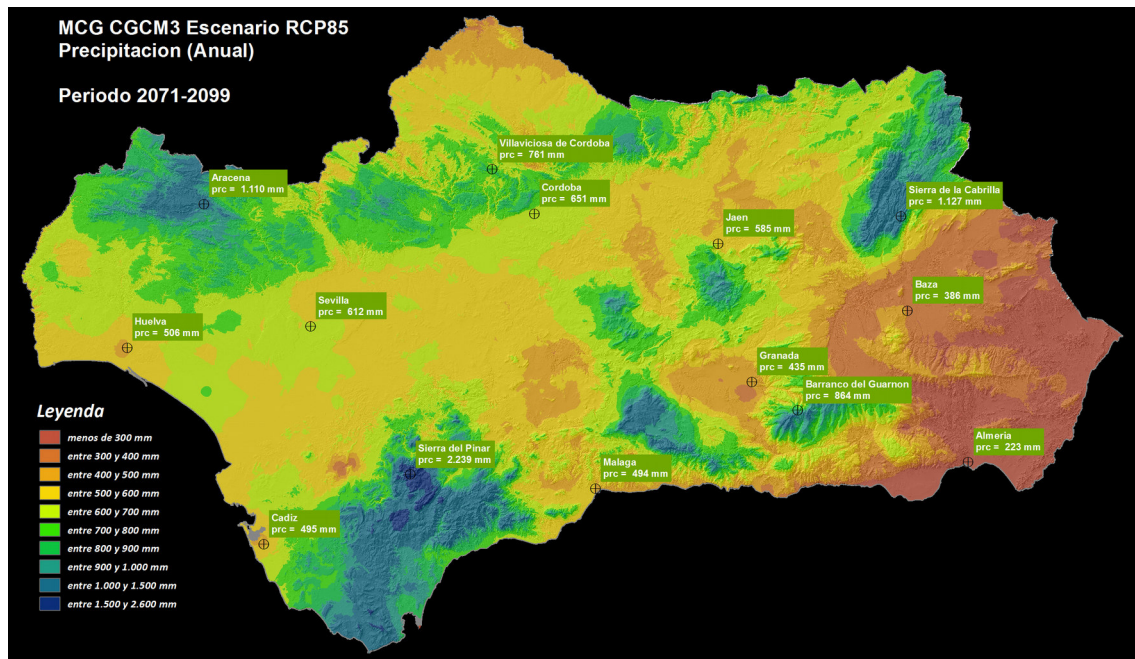 MCG CGCM3 Escenario RCP85
Precipitacion (Anual)
Periodo 2071-2099
Villaviciosa de Cordoba
prc = 761 mm
Aracena
prc = 1.110 mm
Cordoba
prc = 651 mm
Sierra de la Cabrilla
prc = 1.127 mm
Jaen
prc = 585 mm
Baza
prc = 386 mm
Sevilla
prc = 612 mm
Huelva
prc = 506 mm
Granada
prc = 435 mm
Barranco del Guarnon
prc = 864 mm
Almeria
prc = 223 mm
Sierra del Pinar
prc = 2.239 mm
Malaga
prc = 494 mm
Cadiz
prc = 495 mm
Leyenda
menos de 300 mm
entre 300 y 400 mm
entre 400 y 500 mm
entre 500 y 600 mm
entre 600 y 700 mm
entre 700 y 800 mm
entre 800 y 900 mm
entre 900 y 1.000 mm
entre 1.000 y 1.500 mm
entre 1.500 y 2.600 mm